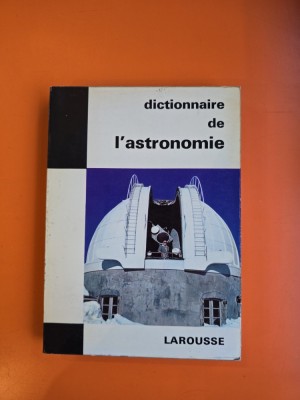 dictionnaire
de
l'astronomie
LAROUSSE